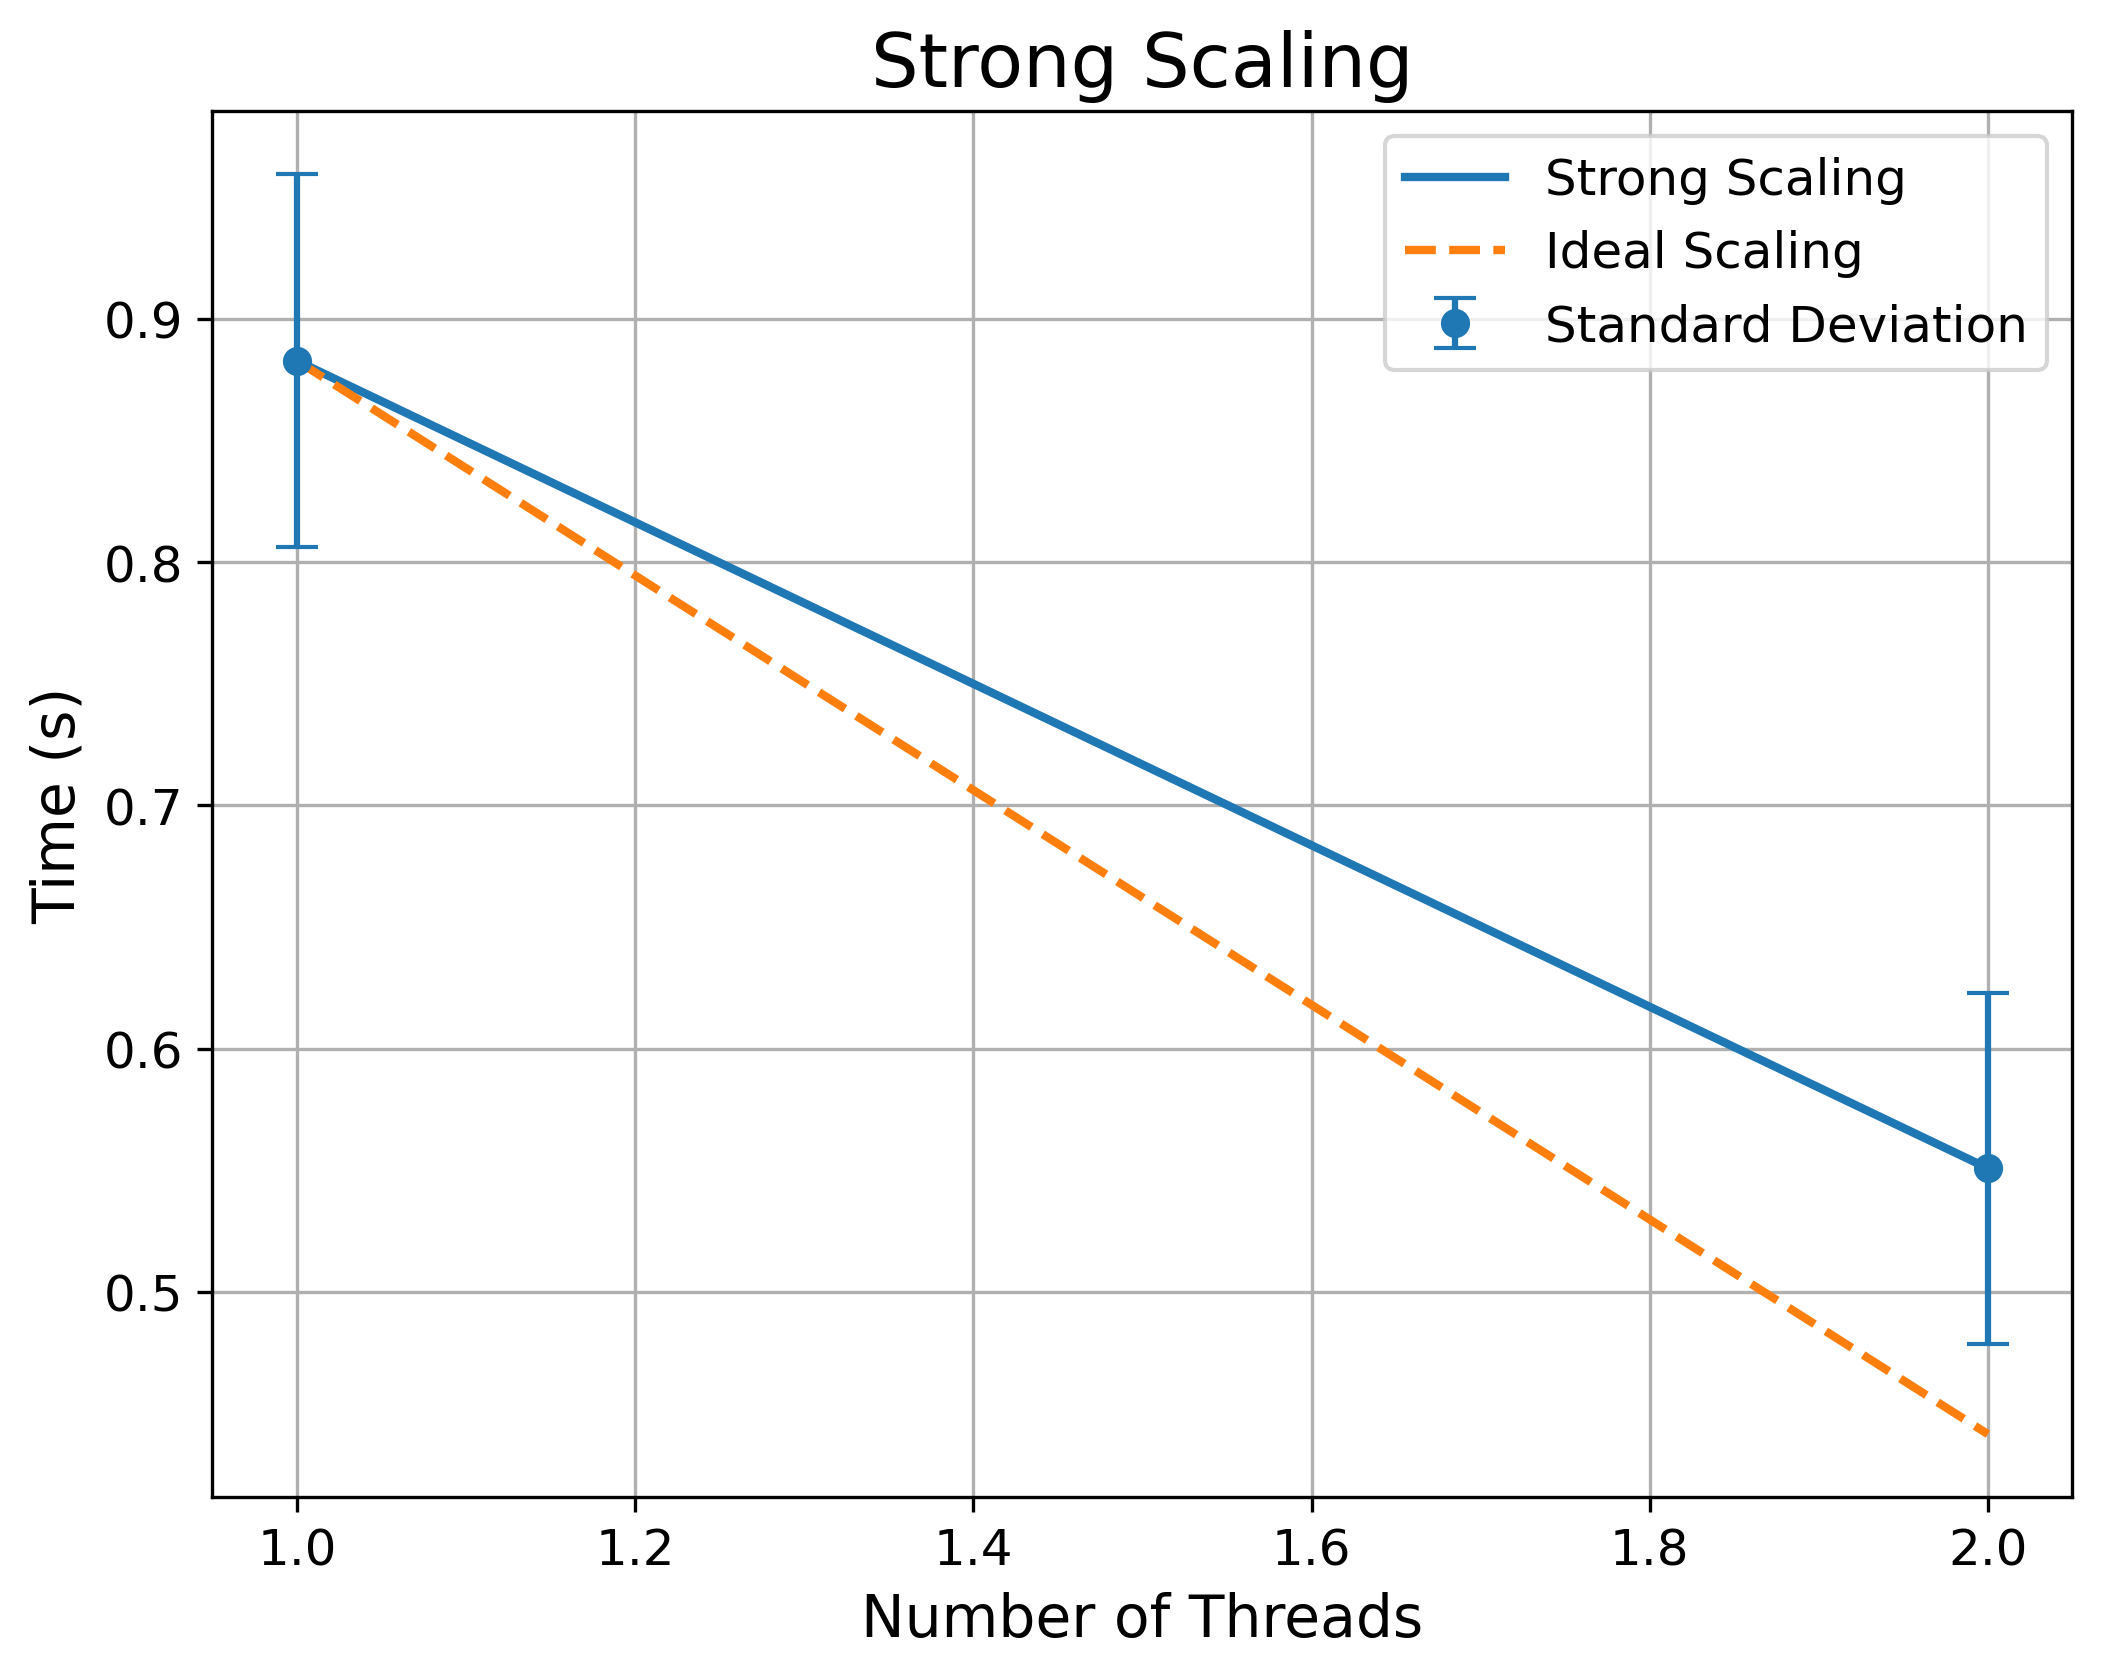 Strong Scaling
Strong Scaling
Ideal Scaling
Standard Deviation
Time (s)
0.9
0.8
0.7
0.6
0.5
1.0 1.2 1.4 1.6 1.8 2.0
Number of Threads